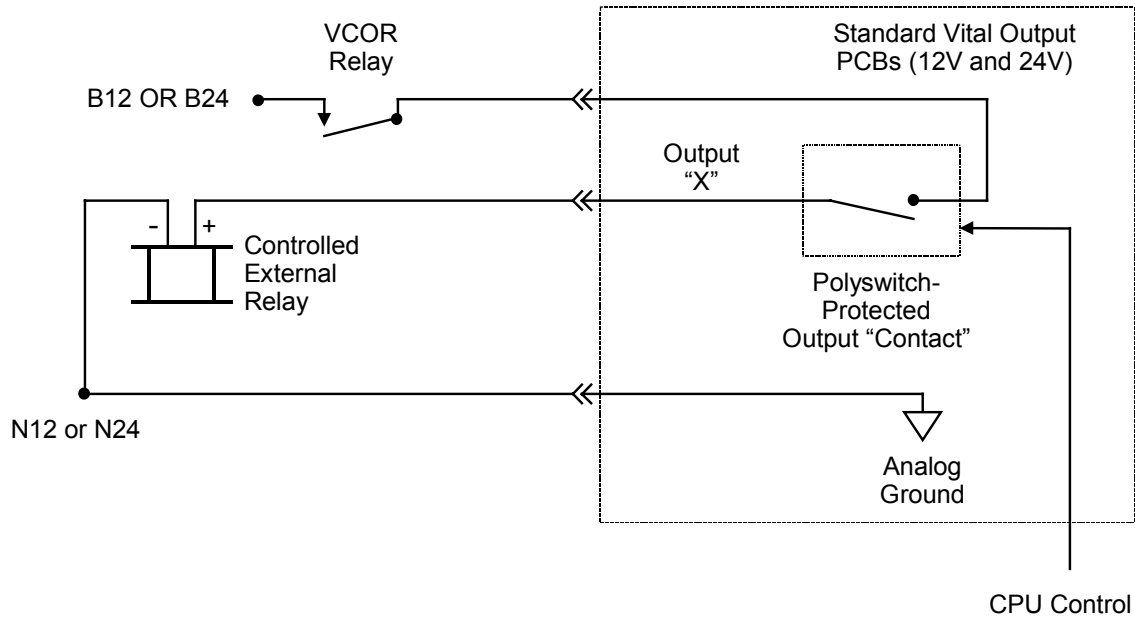 VCOR
Relay
Standard Vital Output
PCBs (12V and 24V)
B12 OR B24
Output
“X”
- +
Controlled
External
Relay
Polyswitch-
Protected
Output “Contact”
N12 or N24
Analog
Ground
CPU Control